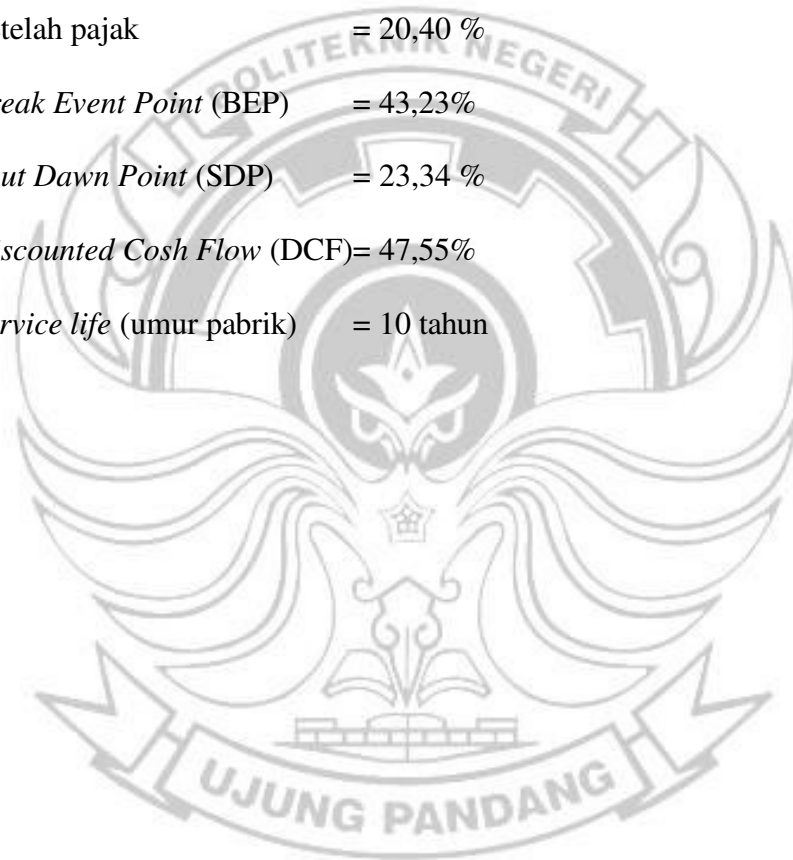 telah pajak = 20,40 %
POLITEKNIK NEGERI
eak Event Point (BEP) = 43,23%
ut Dawn Point (SDP) = 23,34 %
scounted Cosh Flow (DCF)= 47,55%
rvice life (umur pabrik) = 10 tahun
UJUNG PANDANG